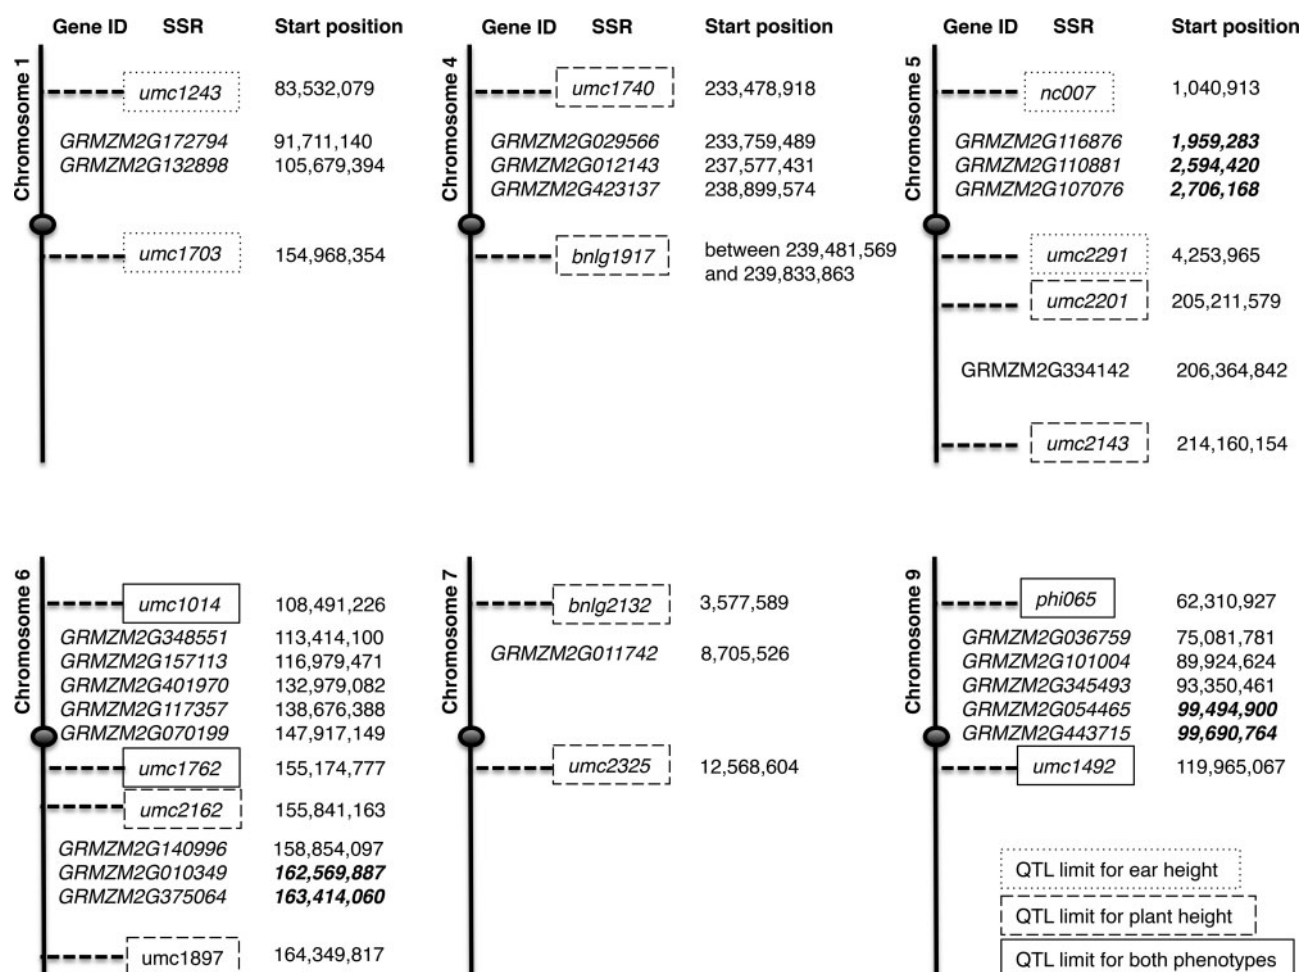 Gene ID SSR Start position
Chromosome 1
umc1243 83,532,079
GRMZM2G172794 91,711,140
GRMZM2G132898 105,679,394
umc1703 154,968,354
Gene ID SSR Start position
Chromosome 4
umc1740 233,478,918
GRMZM2G029566 233,759,489
GRMZM2G012143 237,577,431
GRMZM2G423137 238,899,574
bnlg1917 between 239,481,569
and 239,833,863
Gene ID SSR Start position
Chromosome 5
nc007 1,040,913
GRMZM2G116876 1,959,283
GRMZM2G110881 2,594,420
GRMZM2G107076 2,706,168
umc2291 4,253,965
umc2201 205,211,579
GRMZM2G334142 206,364,842
umc2143 214,160,154
Chromosome 6
umc1014 108,491,226
GRMZM2G348551 113,414,100
GRMZM2G157113 116,979,471
GRMZM2G401970 132,979,082
GRMZM2G117357 138,676,388
GRMZM2G070199 147,917,149
umc1762 155,174,777
umc2162 155,841,163
GRMZM2G140996 158,854,097
GRMZM2G010349 162,569,887
GRMZM2G375064 163,414,060
umc1897 164,349,817
Chromosome 7
bnlg2132 3,577,589
GRMZM2G011742 8,705,526
umc2325 12,568,604
Chromosome 9
phi065 62,310,927
GRMZM2G036759 75,081,781
GRMZM2G101004 89,924,624
GRMZM2G345493 93,350,461
GRMZM2G054465 99,494,900
GRMZM2G443715 99,690,764
umc1492 119,965,067
QTL limit for ear height
QTL limit for plant height
QTL limit for both phenotypes